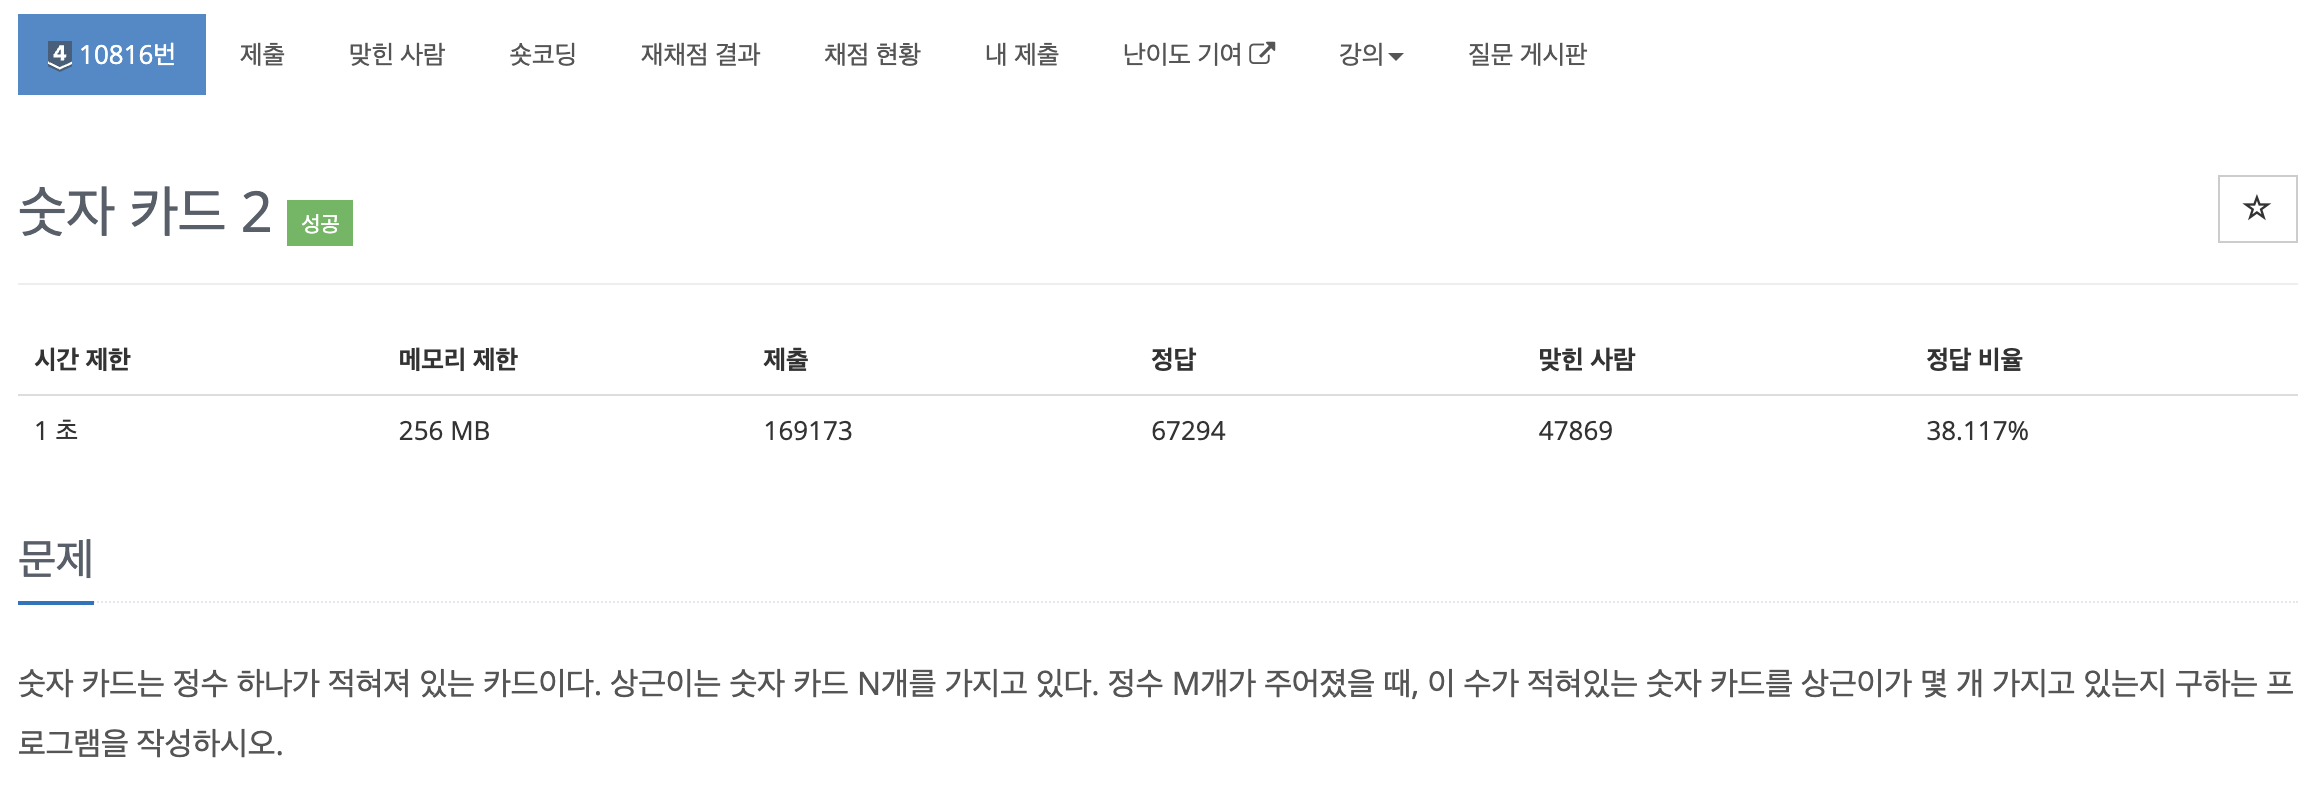 4 10816번 제출 맞힌 사람 숏코딩 재채점 결과 채점 현황 내 제출 난이도 기여 강의 질문 게시판
숫자 카드 2 성공
시간 제한 메모리 제한 제출 정답 맞힌 사람 정답 비율
1 초 256 MB 169173 67294 47869 38.117%
문제
숫자 카드는 정수 하나가 적혀져 있는 카드이다. 상근이는 숫자 카드 N개를 가지고 있다. 정수 M개가 주어졌을 때, 이 수가 적혀있는 숫자 카드를 상근이가 몇 개 가지고 있는지 구하는 프
로그램을 작성하시오.